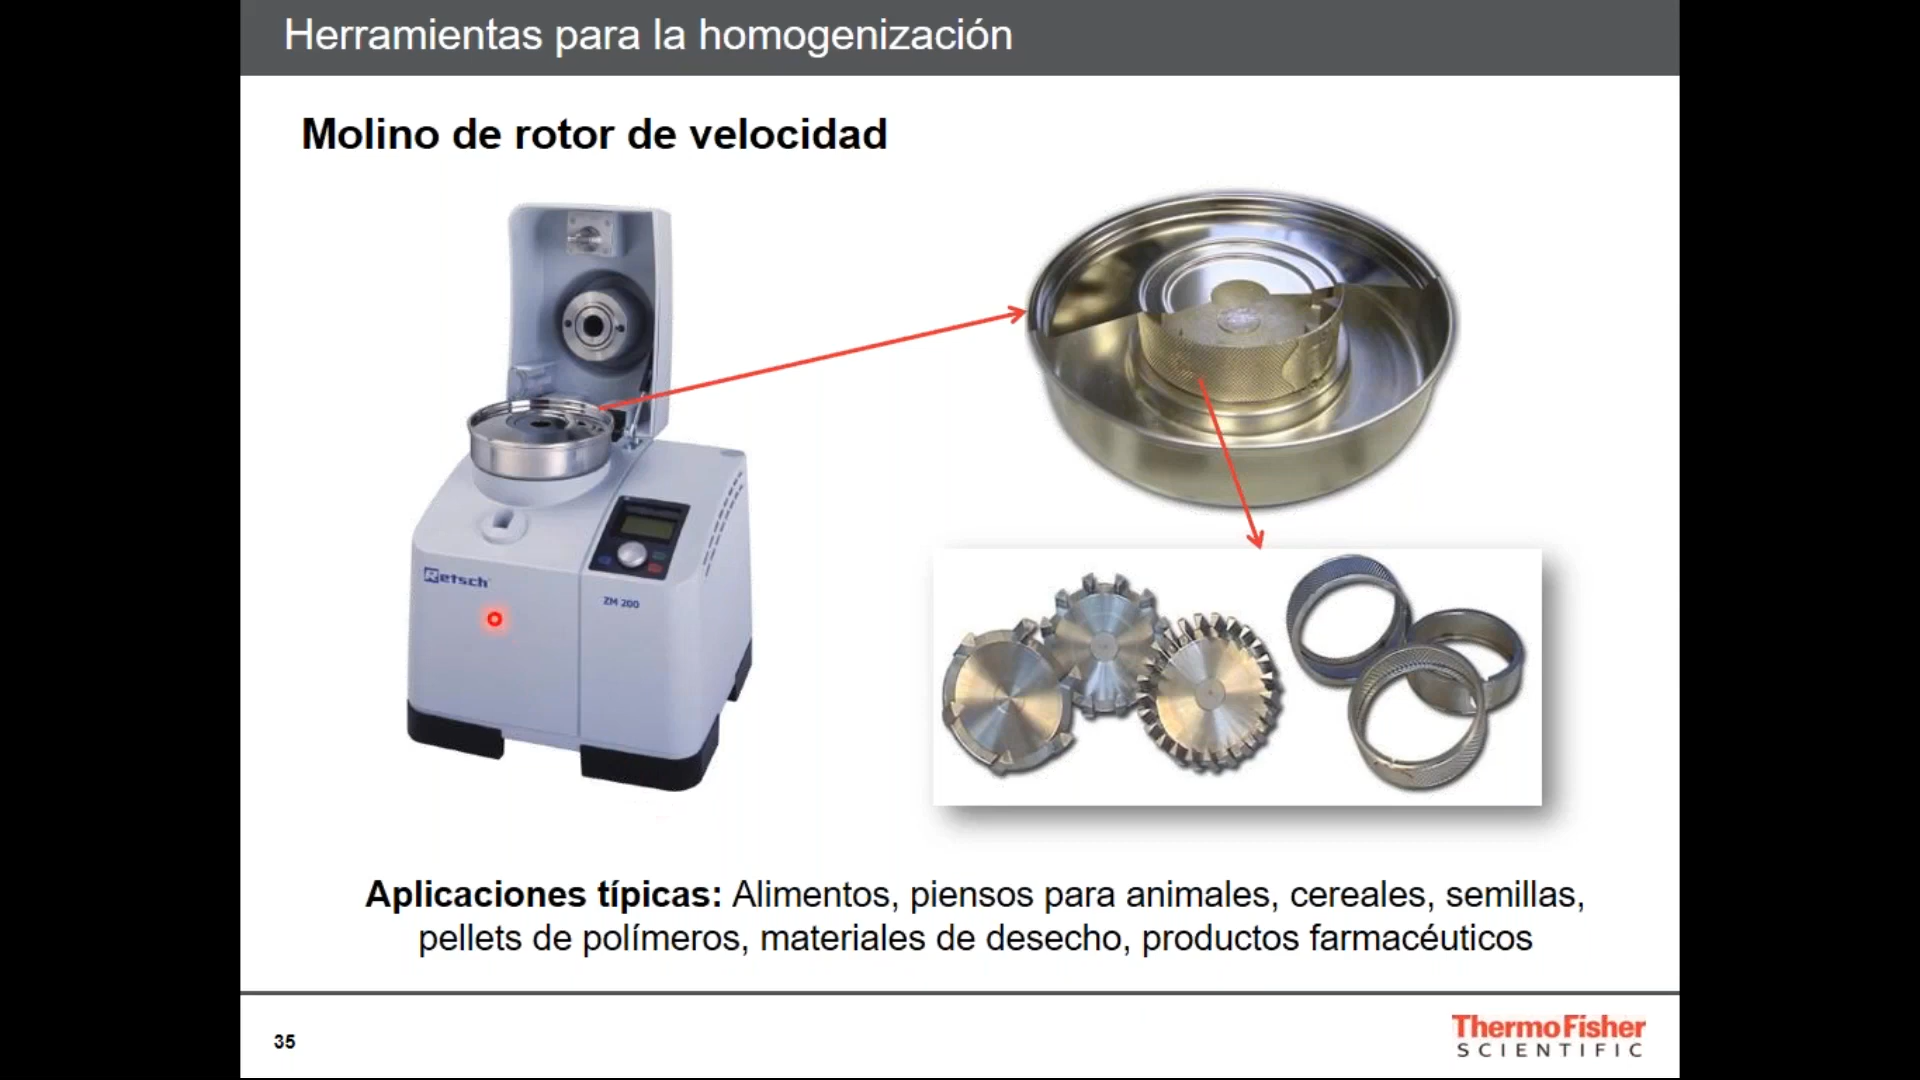 Herramientas para la homogenización
Molino de rotor de velocidad
Retsch
ZM 200
Aplicaciones típicas: Alimentos, piensos para animales, cereales, semillas,
pellets de polímeros, materiales de desecho, productos farmacéuticos
35
ThermoFisher
SCIENTIFIC